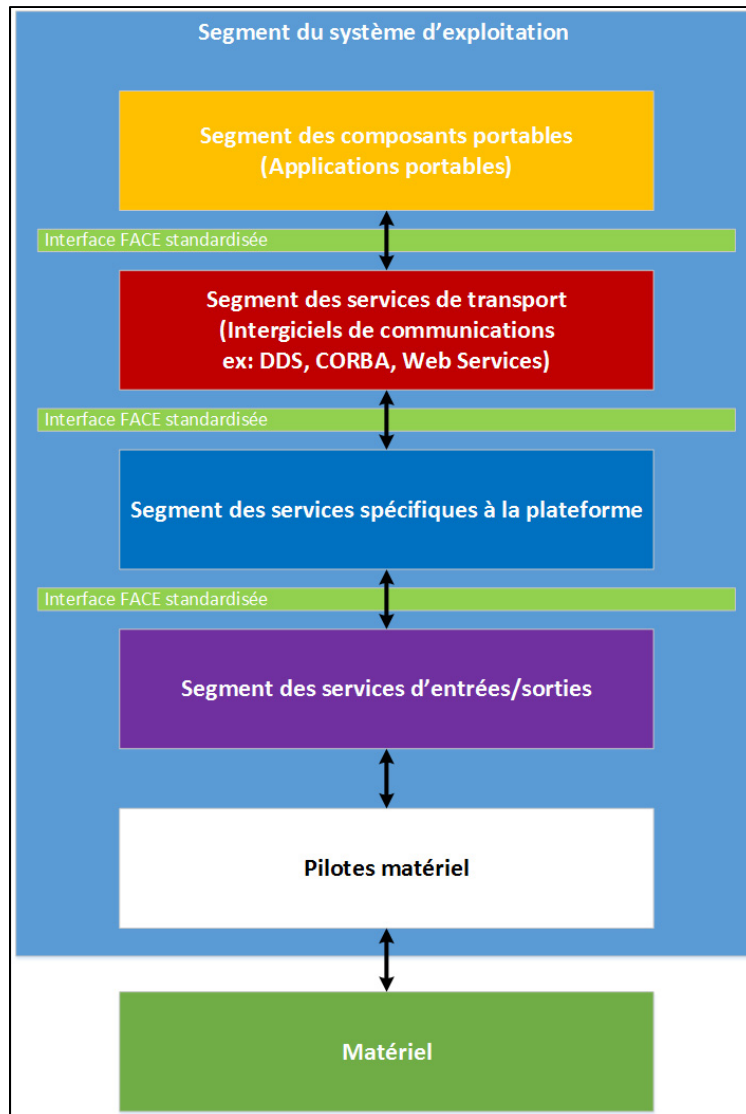 Segment du système d’exploitation
Segment des composants portables
(Applications portables)
Interface FACE standardisée
Segment des services de transport
(Intergiciels de communications
ex: DDS, CORBA, Web Services)
Interface FACE standardisée
Segment des services spécifiques à la plateforme
Interface FACE standardisée
Segment des services d’entrées/sorties
Pilotes matériel
Matériel